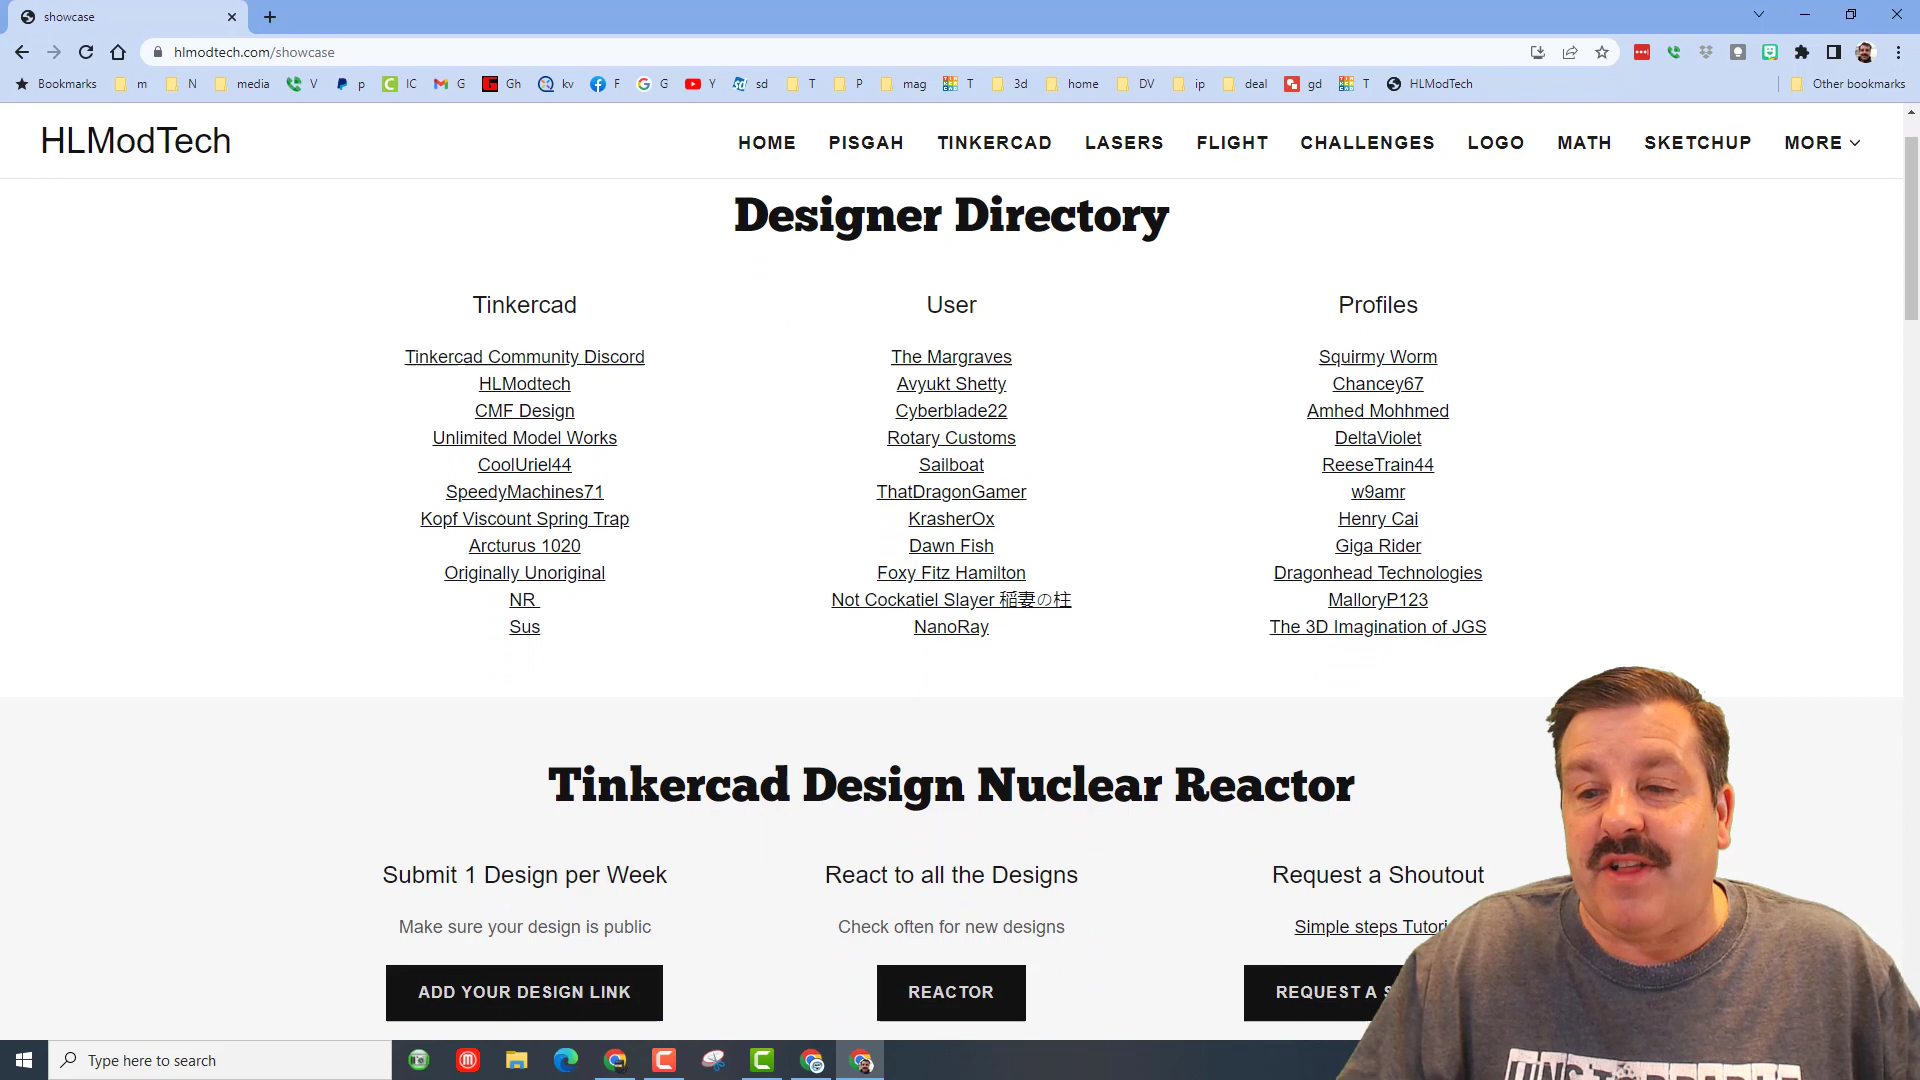 showcase
hlmodtech.com/showcase
Bookmarks m N media V p IC G Gh kv F G Y sd T P mag T 3d home DV ip deal gd T HLModTech Other bookmarks
HLModTech
HOME PISGAH TINKERCAD LASERS FLIGHT CHALLENGES LOGO MATH SKETCHUP MORE
Designer Directory
Tinkercad
Tinkercad Community Discord
HLModtech
CMF Design
Unlimited Model Works
CoolUriel44
SpeedyMachines71
Kopf Viscount Spring Trap
Arcturus 1020
Originally Unoriginal
NR
Sus
User
The Margraves
Avyukt Shetty
Cyberblade22
Rotary Customs
Sailboat
ThatDragonGamer
KrasherOx
Dawn Fish
Foxy Fitz Hamilton
Not Cockatiel Slayer 稲妻の柱
NanoRay
Profiles
Squirmy Worm
Chancey67
Amhed Mohhmed
DeltaViolet
ReeseTrain44
w9amr
Henry Cai
Giga Rider
Dragonhead Technologies
MalloryP123
The 3D Imagination of JGS
Tinkercad Design Nuclear Reactor
Submit 1 Design per Week
Make sure your design is public
ADD YOUR DESIGN LINK
React to all the Designs
Check often for new designs
REACTOR
Request a Shoutout
Simple steps Tutori
REQUEST A S
Type here to search